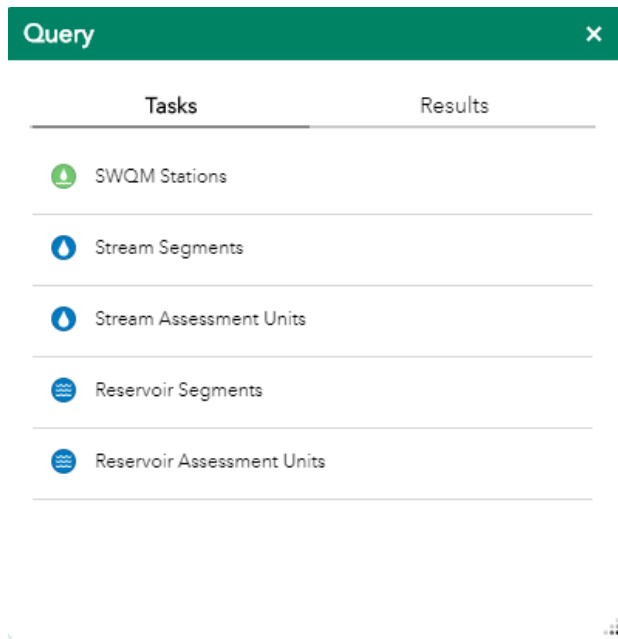 Query
Tasks Results
SWQM Stations
Stream Segments
Stream Assessment Units
Reservoir Segments
Reservoir Assessment Units